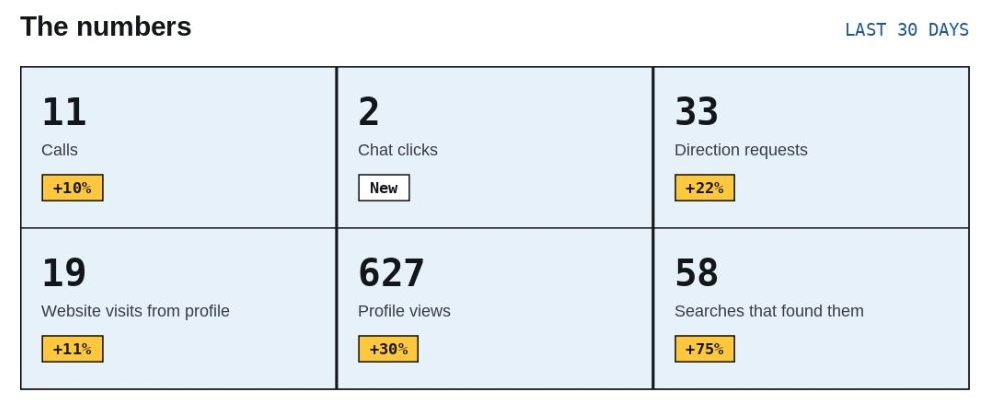 The numbers
LAST 30 DAYS
11
Calls
+10%
2
Chat clicks
New
33
Direction requests
+22%
19
Website visits from profile
+11%
627
Profile views
+30%
58
Searches that found them
+75%